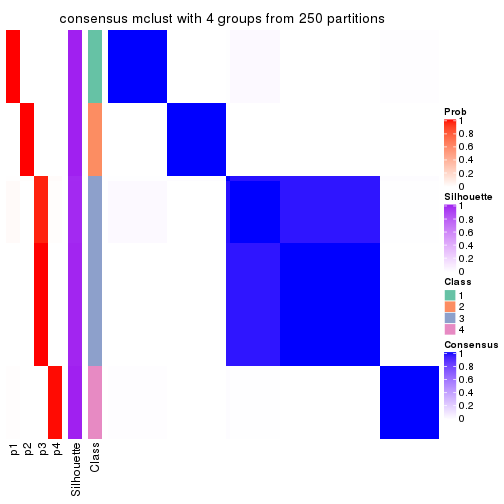 consensus mclust with 4 groups from 250 partitions
Prob
1
0.8
0.6
0.4
0.2
0
Silhouette
1
0.8
0.6
0.4
0.2
0
Class
1
2
3
4
Consensus
1
0.8
0.6
0.4
0.2
0
p1
p2
p3
p4
Silhouette
Class